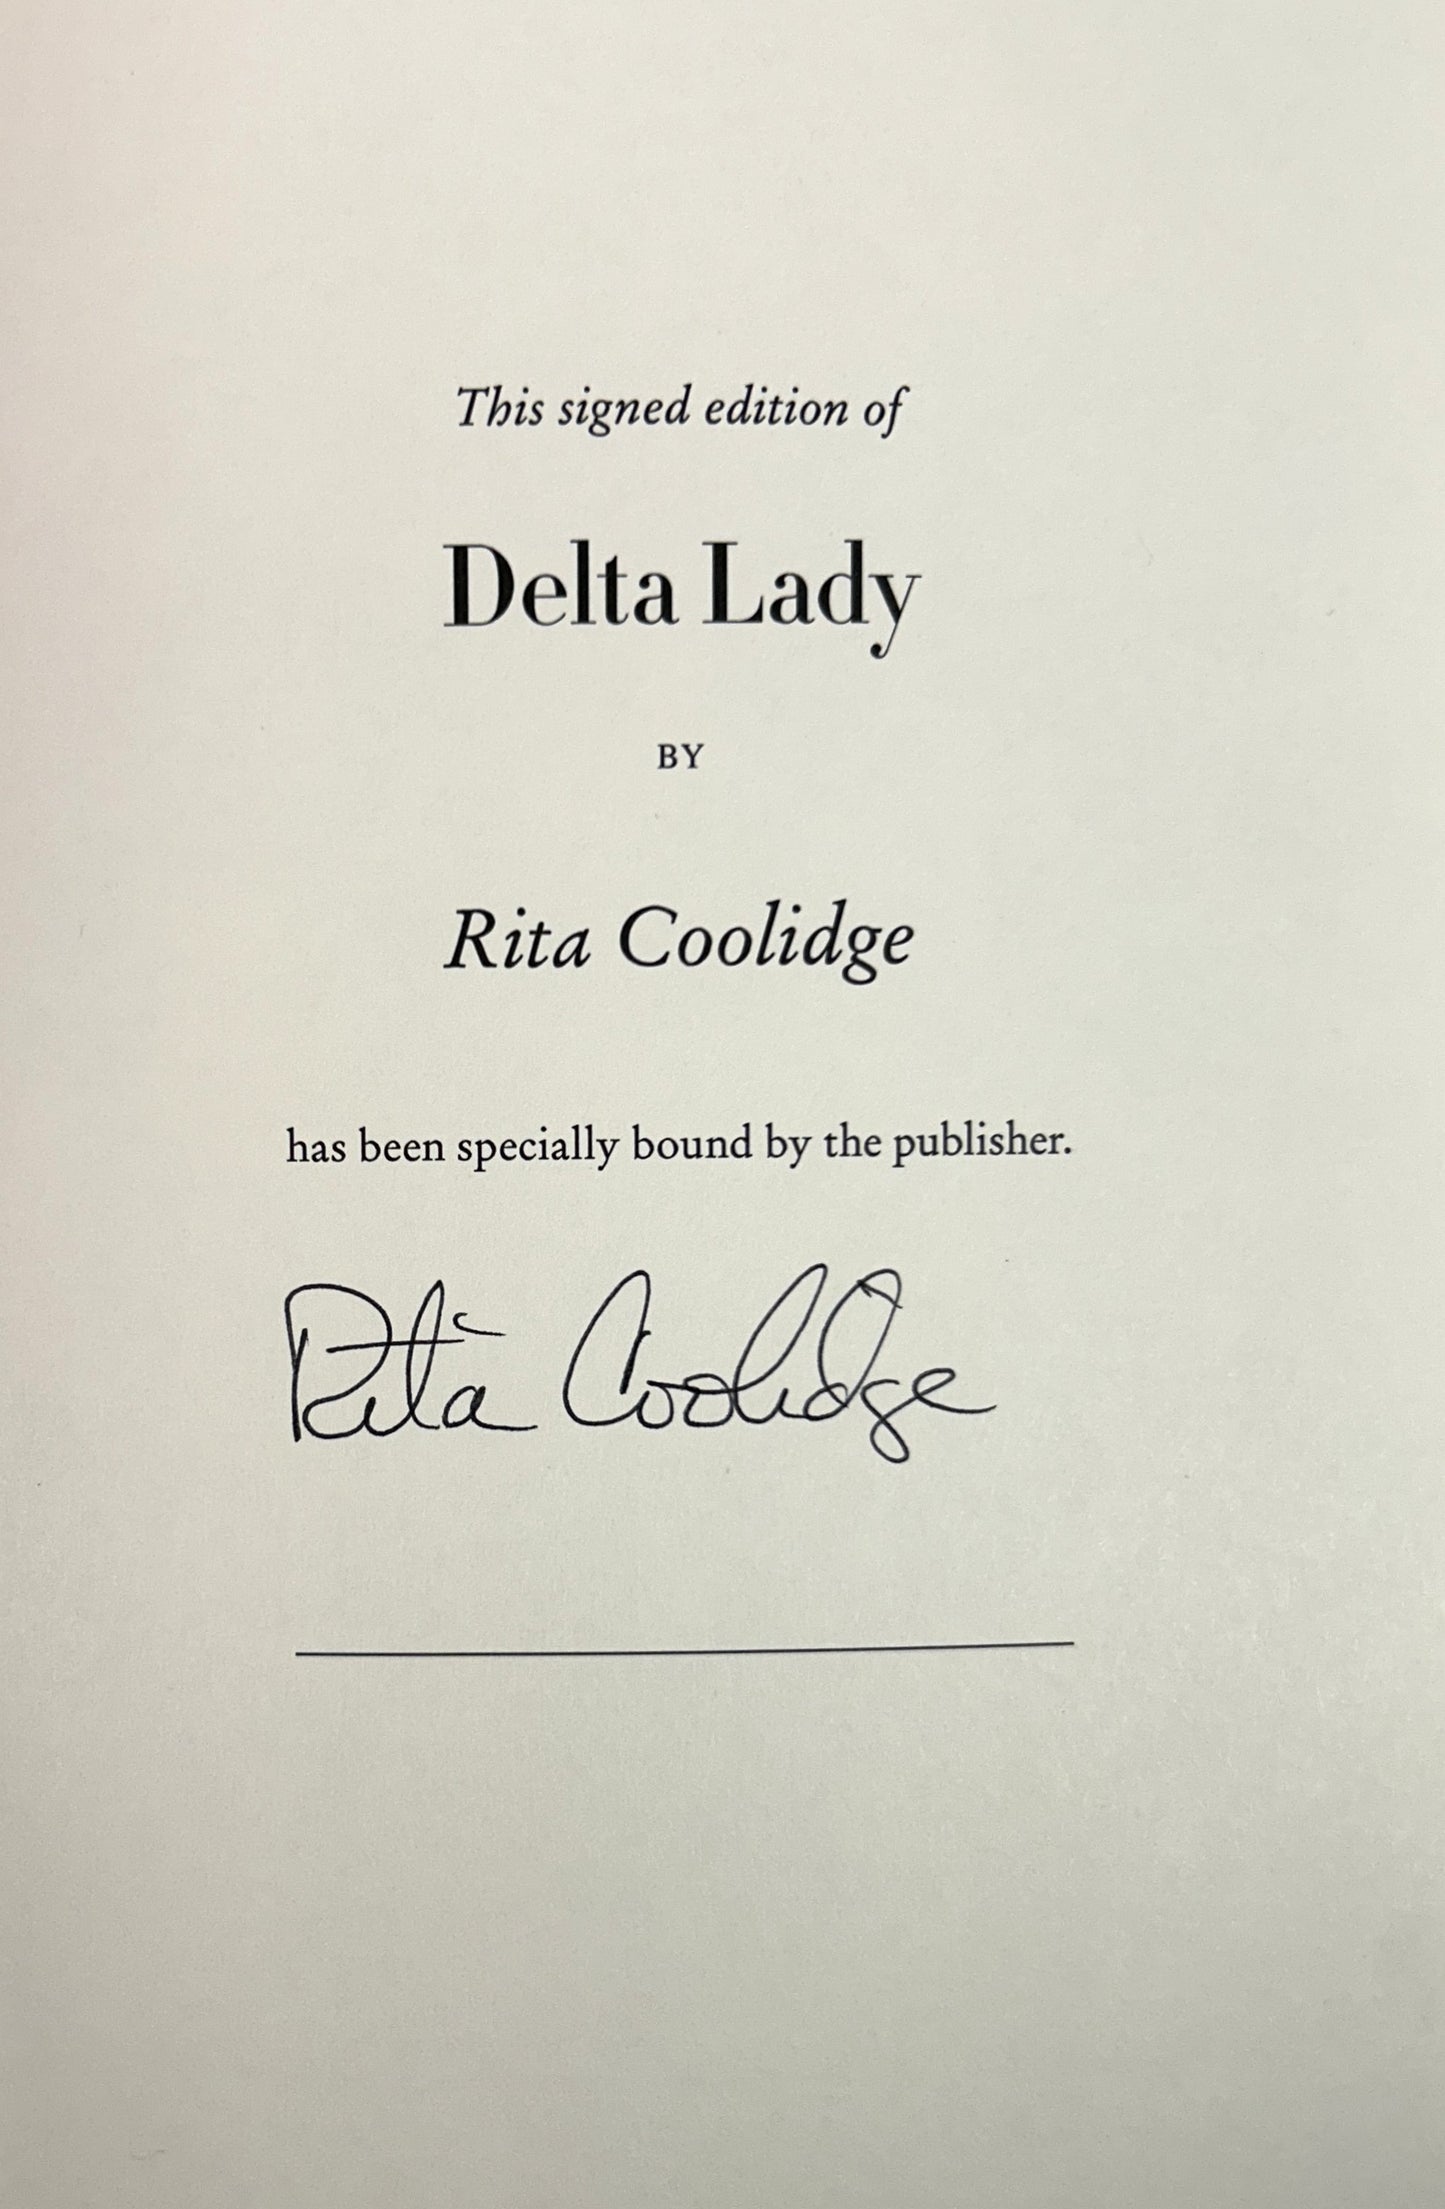 This signed edition of
Delta Lady
BY
Rita Coolidge
has been specially bound by the publisher.
Rita Coolidge